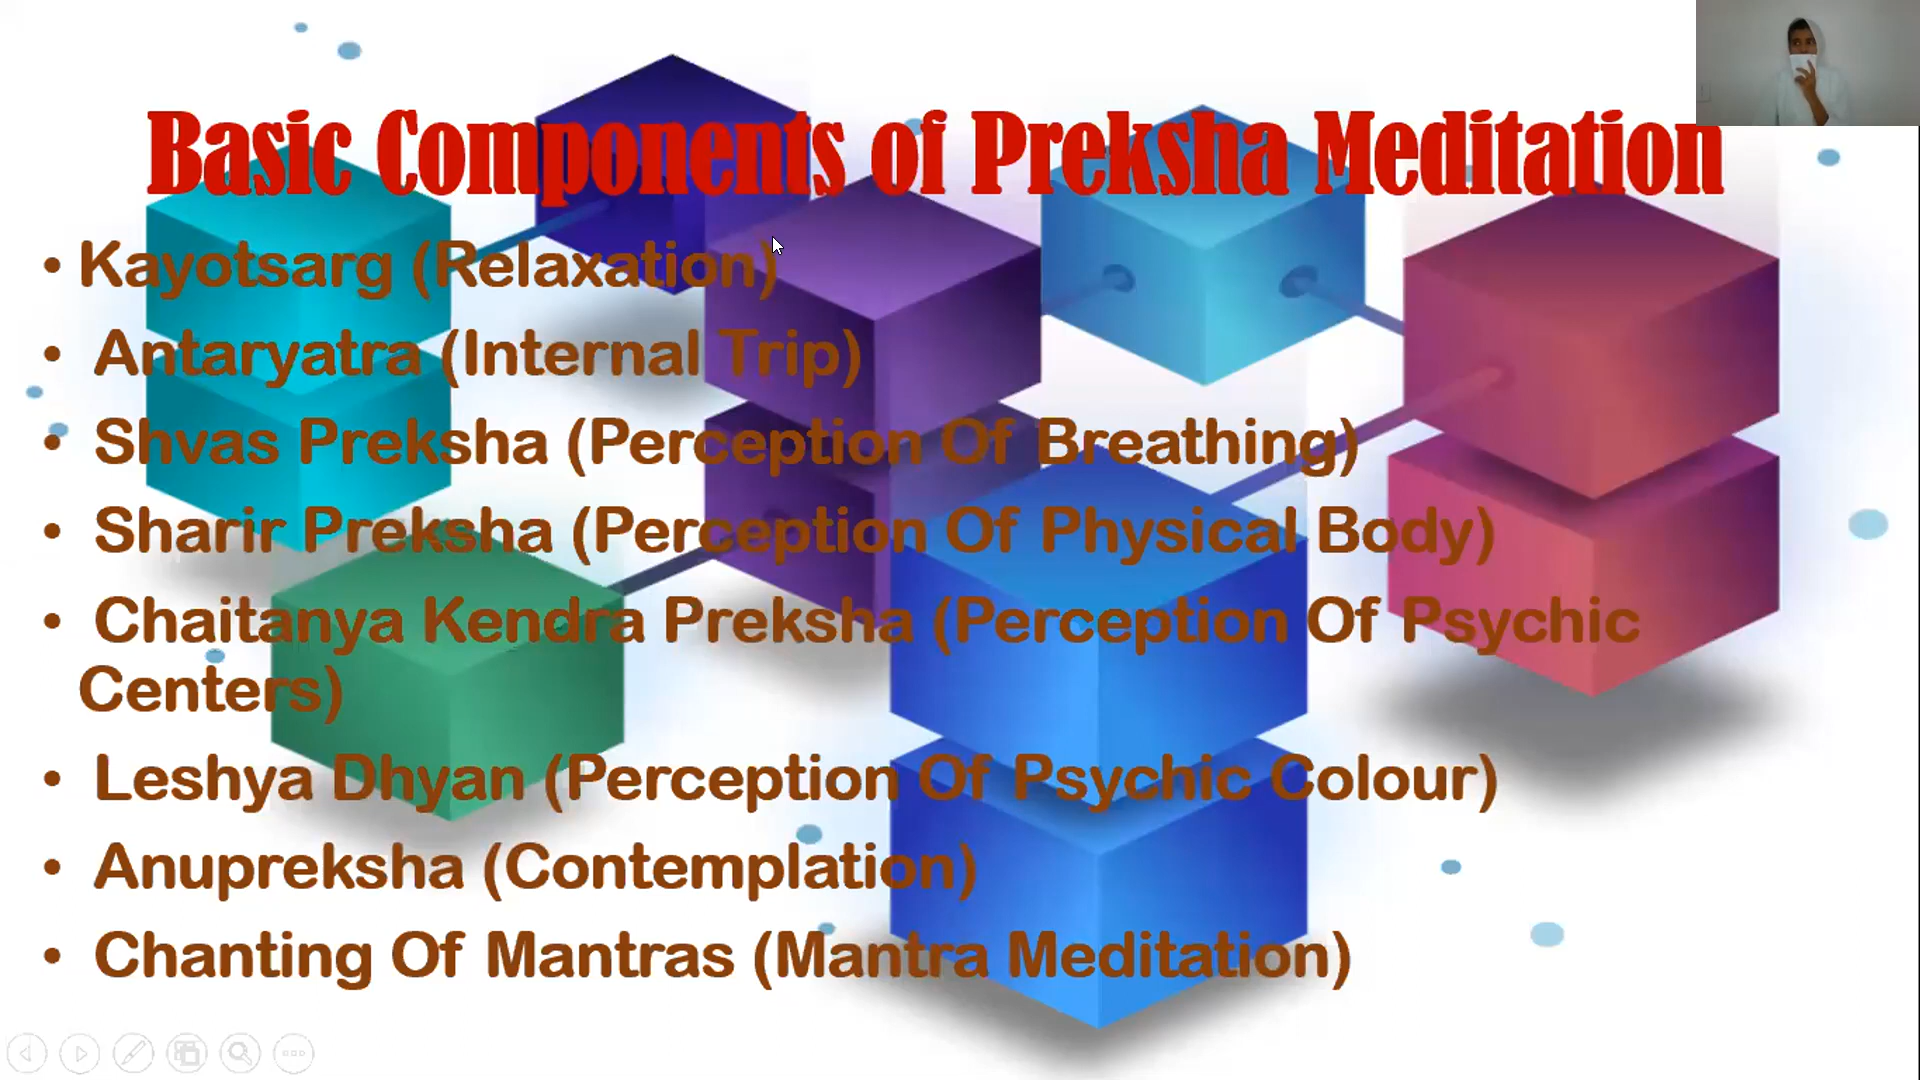 Basic Components of Preksha Meditation
• Kayotsarg (Relaxation)
• Antaryatra (Internal Trip)
• Shvas Preksha (Perception Of Breathing)
• Sharir Preksha (Perception Of Physical Body)
• Chaitanya Kendra Preksha (Perception Of Psychic
Centers)
• Leshya Dhyan (Perception Of Psychic Colour)
• Anupreksha (Contemplation)
• Chanting Of Mantras (Mantra Meditation)